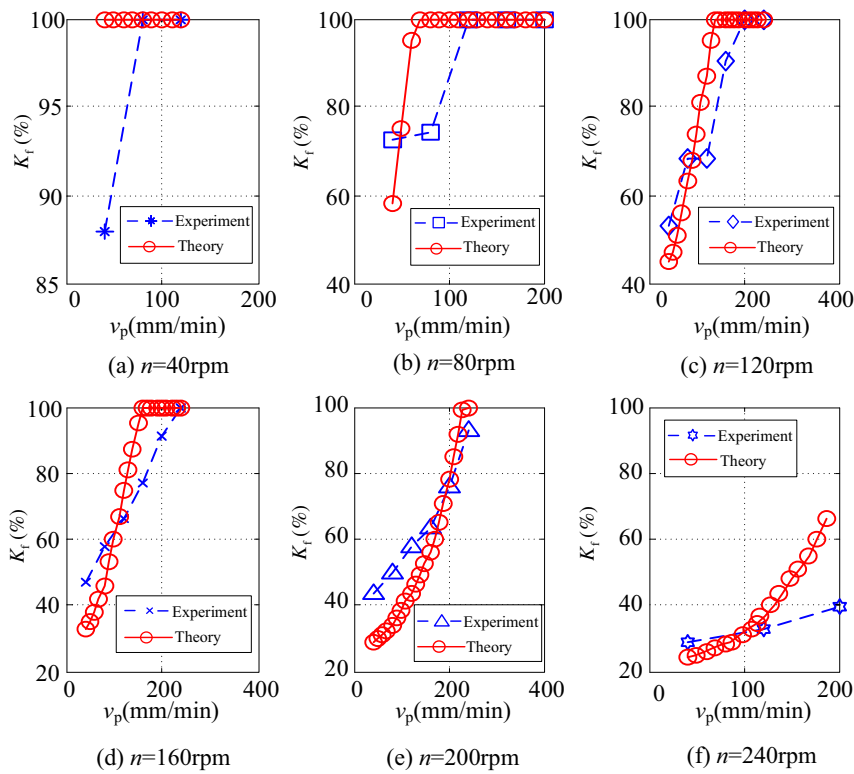 100
95
K_f (%)
90
85
Experiment
Theory
0
100
200
v_p(mm/min)
(a) n=40rpm
100
80
K_f (%)
60
40
Experiment
Theory
0
100
200
v_p(mm/min)
(b) n=80rpm
100
80
K_f (%)
60
40
Experiment
Theory
0
200
400
v_p(mm/min)
(c) n=120rpm
100
80
K_f (%)
60
40
20
Experiment
Theory
0
200
400
v_p(mm/min)
(d) n=160rpm
100
80
K_f (%)
60
40
20
Experiment
Theory
0
200
400
v_p(mm/min)
(e) n=200rpm
100
80
K_f (%)
60
40
20
Experiment
Theory
0
100
200
v_p(mm/min)
(f) n=240rpm